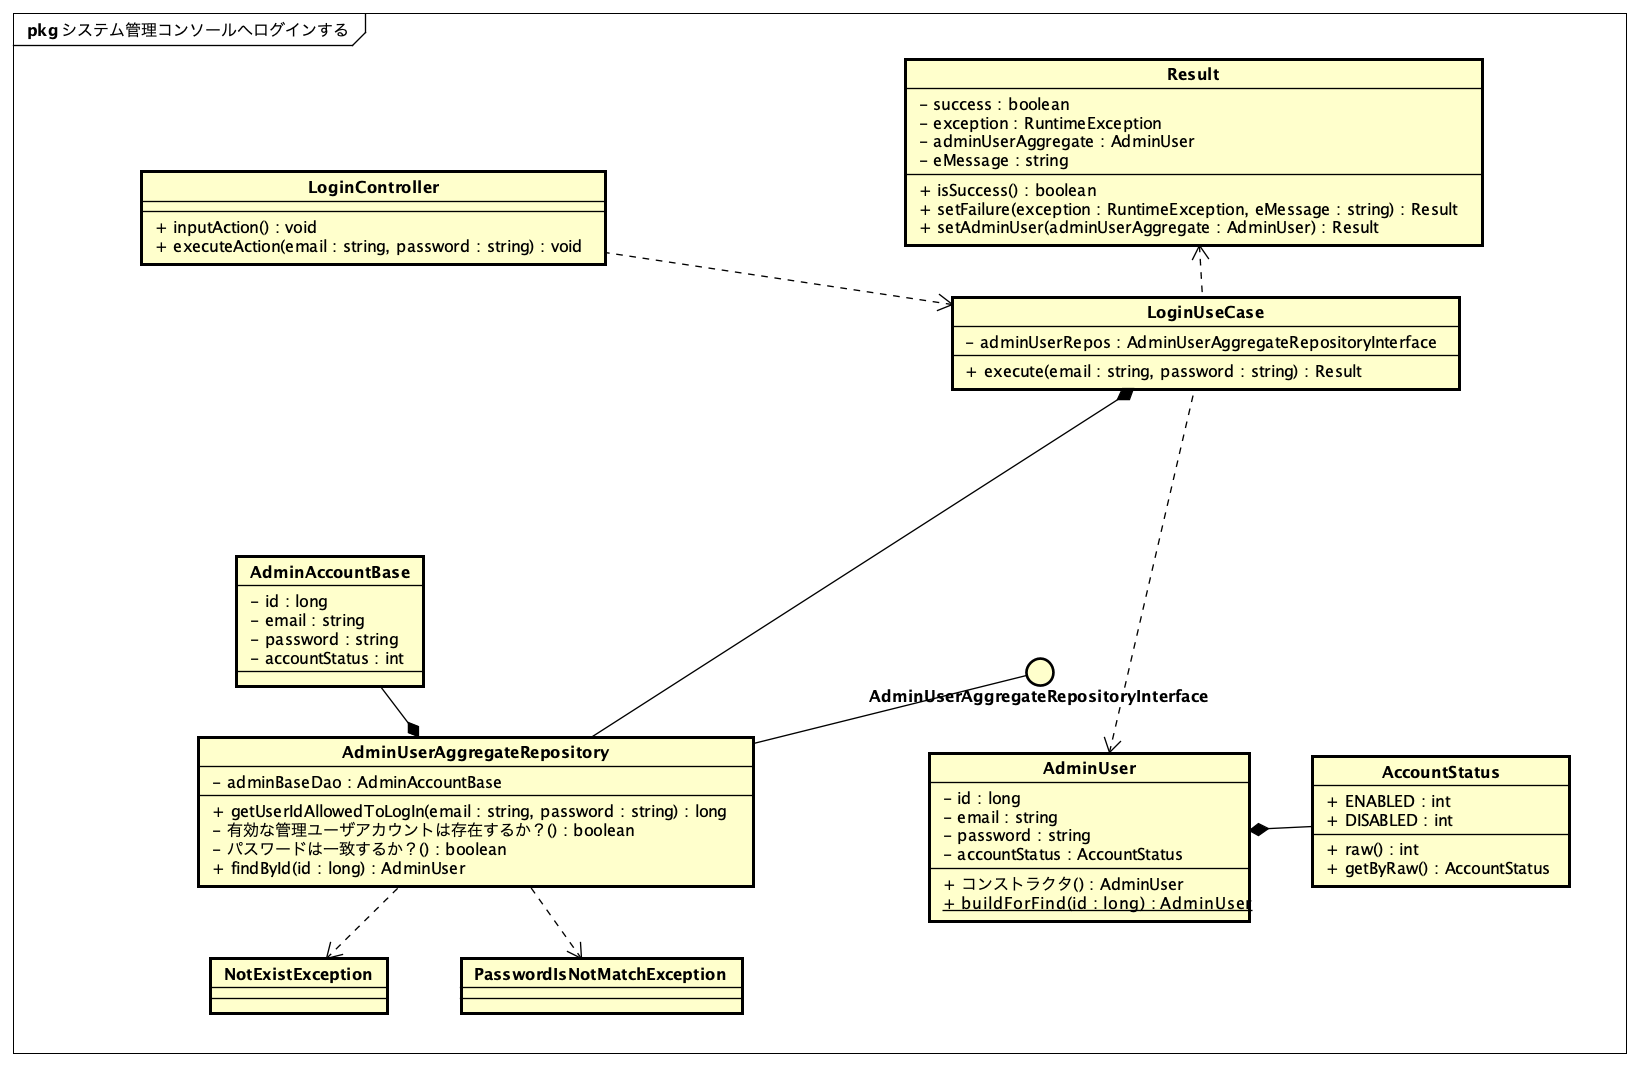 pkg システム管理コンソールへログインする
Result
- success : boolean
- exception : RuntimeException
- adminUserAggregate : AdminUser
- eMessage : string
+ isSuccess() : boolean
+ setFailure(exception : RuntimeException, eMessage : string) : Result
+ setAdminUser(adminUserAggregate : AdminUser) : Result
LoginController
+ inputAction() : void
+ executeAction(email : string, password : string) : void
LoginUseCase
- adminUserRepos : AdminUserAggregateRepositoryInterface
+ execute(email : string, password : string) : Result
AdminAccountBase
- id : long
- email : string
- password : string
- accountStatus : int
AdminUserAggregateRepositoryInterface
AdminUserAggregateRepository
- adminBaseDao : AdminAccountBase
+ getUserIdAllowedToLogIn(email : string, password : string) : long
- 有効な管理ユーザアカウントは存在するか？() : boolean
- パスワードは一致するか？() : boolean
+ findById(id : long) : AdminUser
AdminUser
- id : long
- email : string
- password : string
- accountStatus : AccountStatus
+ コンストラクタ() : AdminUser
+ buildForFind(id : long) : AdminUser
AccountStatus
+ ENABLED : int
+ DISABLED : int
+ raw() : int
+ getByRaw() : AccountStatus
NotExistException
PasswordIsNotMatchException